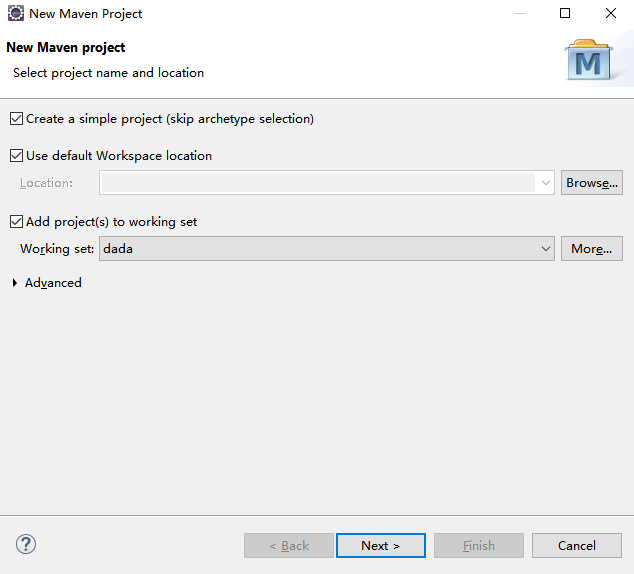 New Maven Project
New Maven project
Select project name and location
M
Create a simple project (skip archetype selection)
Use default Workspace location
Location:
Browse...
Add project(s) to working set
Working set: dada
More...
Advanced
?
< Back Next > Finish Cancel